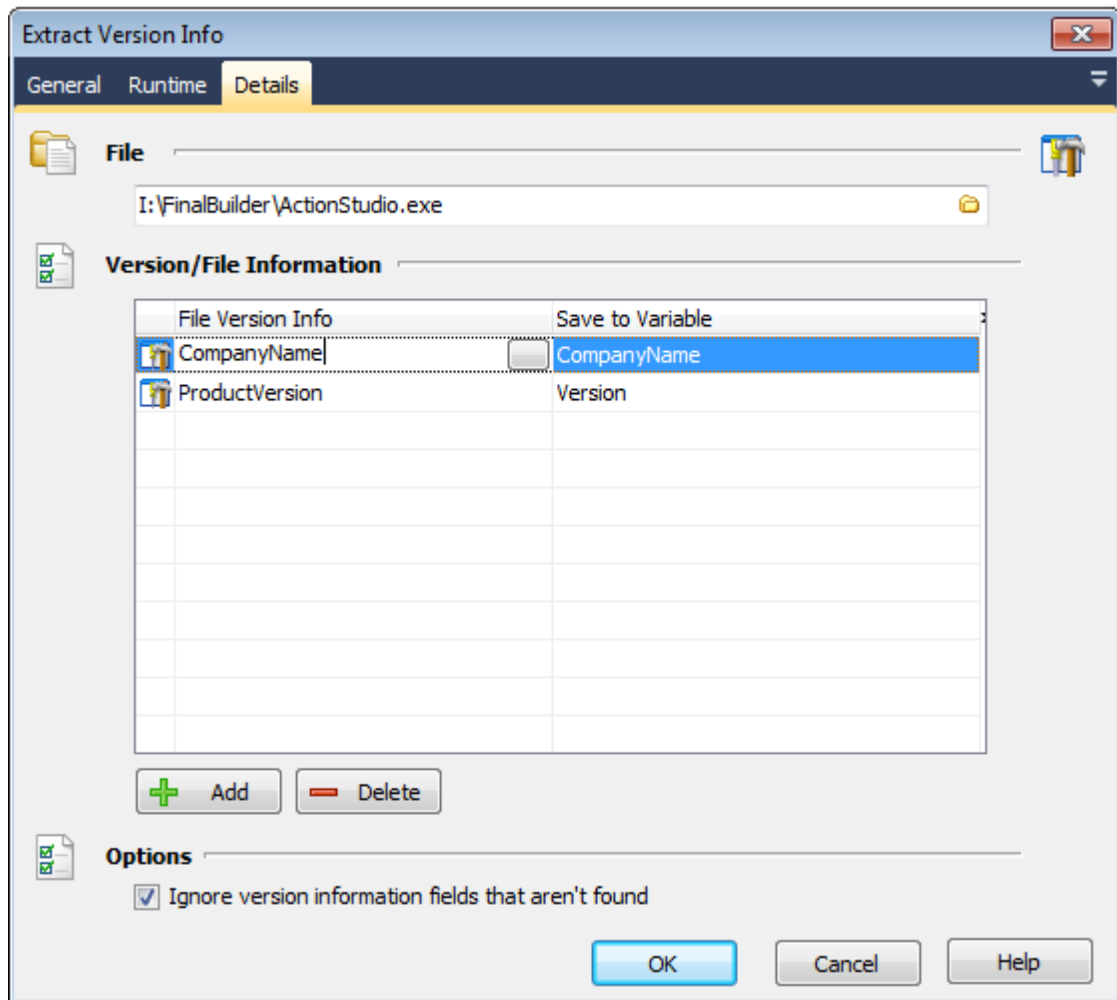 Extract Version Info
General Runtime Details
File
I:\FinalBuilder\ActionStudio.exe
Version/File Information
File Version Info Save to Variable
CompanyName CompanyName
ProductVersion Version
Add Delete
Options
Ignore version information fields that aren't found
OK Cancel Help